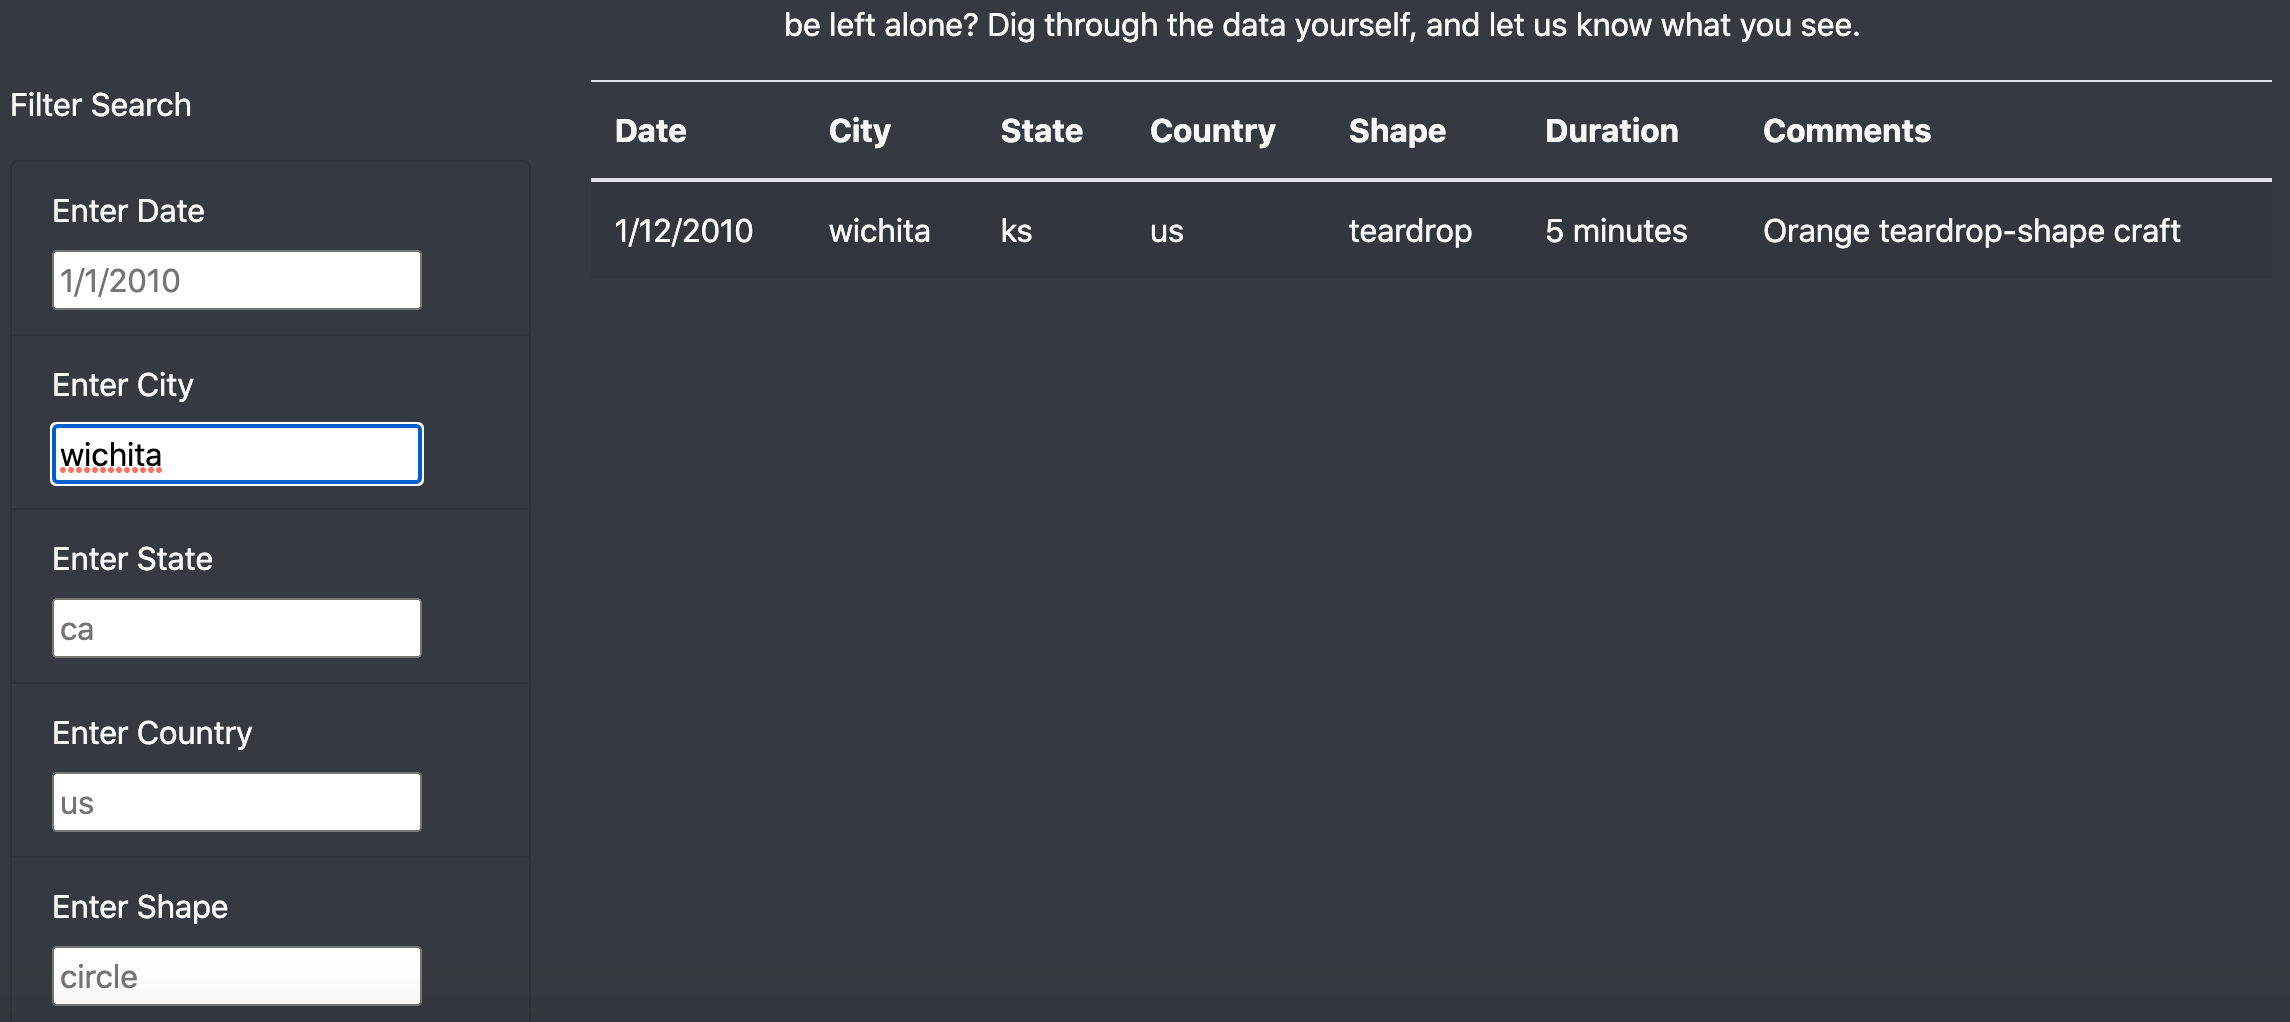 be left alone? Dig through the data yourself, and let us know what you see.
Filter Search
Enter Date
1/1/2010
Enter City
wichita
Enter State
ca
Enter Country
us
Enter Shape
circle
Date City State Country Shape Duration Comments
1/12/2010 wichita ks us teardrop 5 minutes Orange teardrop-shape craft